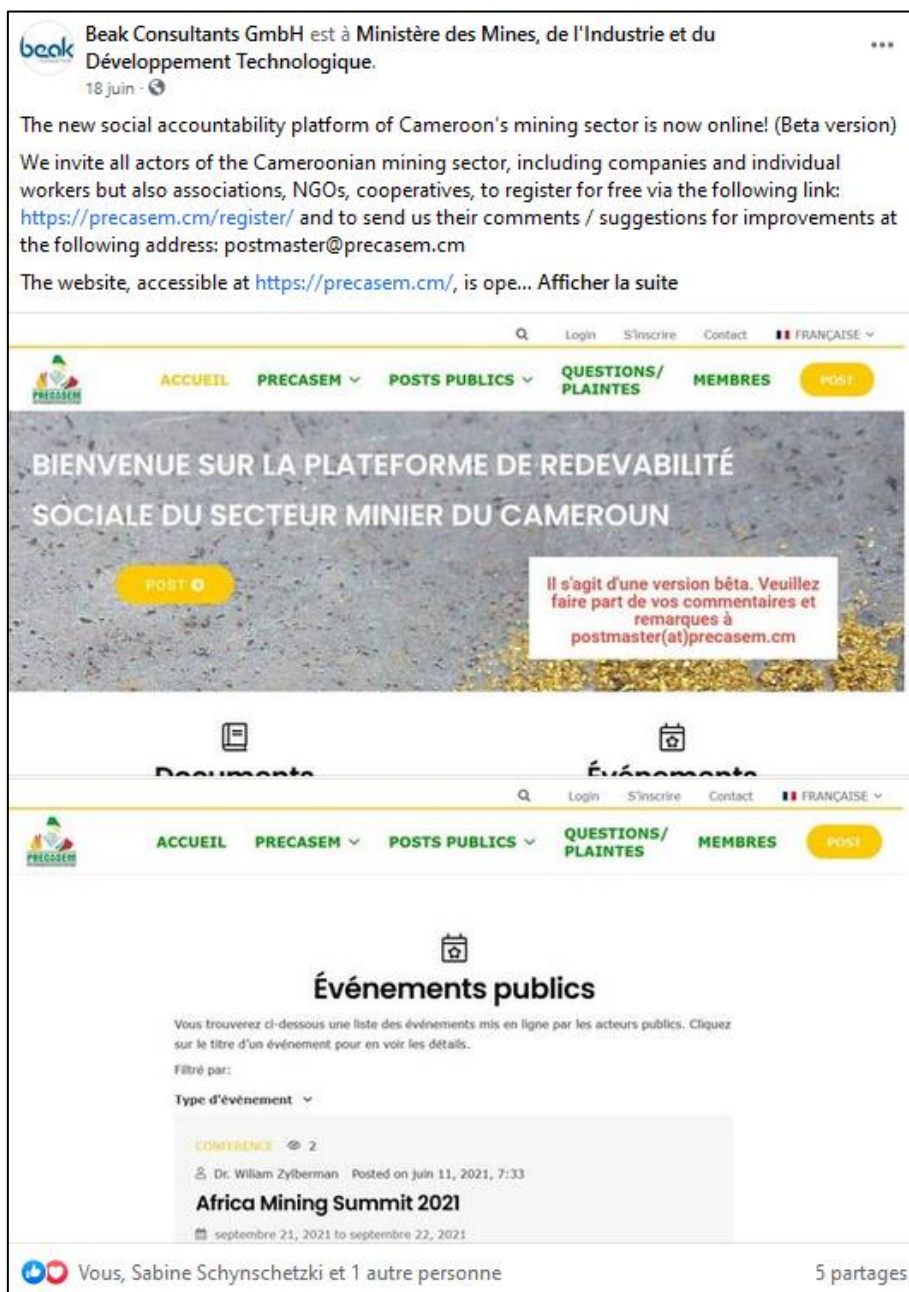 beak
Beak Consultants GmbH est à Ministère des Mines, de l'Industrie et du
Développement Technologique.
18 juin ·
The new social accountability platform of Cameroon's mining sector is now online! (Beta version)
We invite all actors of the Cameroonian mining sector, including companies and individual
workers but also associations, NGOs, cooperatives, to register for free via the following link:
https://precasem.cm/register/ and to send us their comments / suggestions for improvements at
the following address: postmaster@precasem.cm
The website, accessible at https://precasem.cm/, is ope... Afficher la suite
Login S'inscrire Contact FRANÇAISE
PRECASEM
ACCUEIL PRECASEM POSTS PUBLICS QUESTIONS/
PLAINTES MEMBRES POST
BIENVENUE SUR LA PLATEFORME DE REDEVABILITÉ
SOCIALE DU SECTEUR MINIER DU CAMEROUN
POST
Il s'agit d'une version bêta. Veuillez
faire part de vos commentaires et
remarques à
postmaster(at)precasem.cm
Documents Événements
Login S'inscrire Contact FRANÇAISE
PRECASEM
ACCUEIL PRECASEM POSTS PUBLICS QUESTIONS/
PLAINTES MEMBRES POST
Événements publics
Vous trouverez ci-dessous une liste des événements mis en ligne par les acteurs publics. Cliquez
sur le titre d'un événement pour en voir les détails.
Filtré par:
Type d'événement
CONFERENCE 2
Dr. Wiliam Zylberman Posted on juin 11, 2021, 7:33
Africa Mining Summit 2021
septembre 21, 2021 to septembre 22, 2021
Vous, Sabine Schynschetzki et 1 autre personne 5 partages